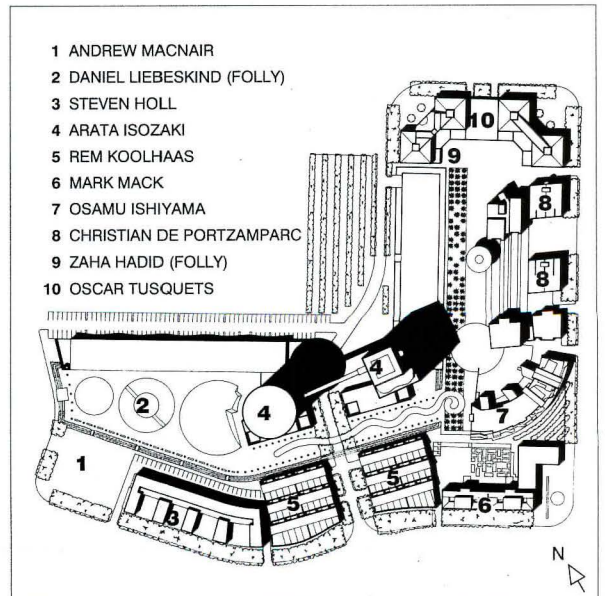 1 ANDREW MACNAIR
2 DANIEL LIEBESKIND (FOLLY)
3 STEVEN HOLL
4 ARATA ISOZAKI
5 REM KOOLHAAS
6 MARK MACK
7 OSAMU ISHIYAMA
8 CHRISTIAN DE PORTZAMPARC
9 ZAHA HADID (FOLLY)
10 OSCAR TUSQUETS
10
9
8
8
4
2
4
7
1
5
5
3
6
N